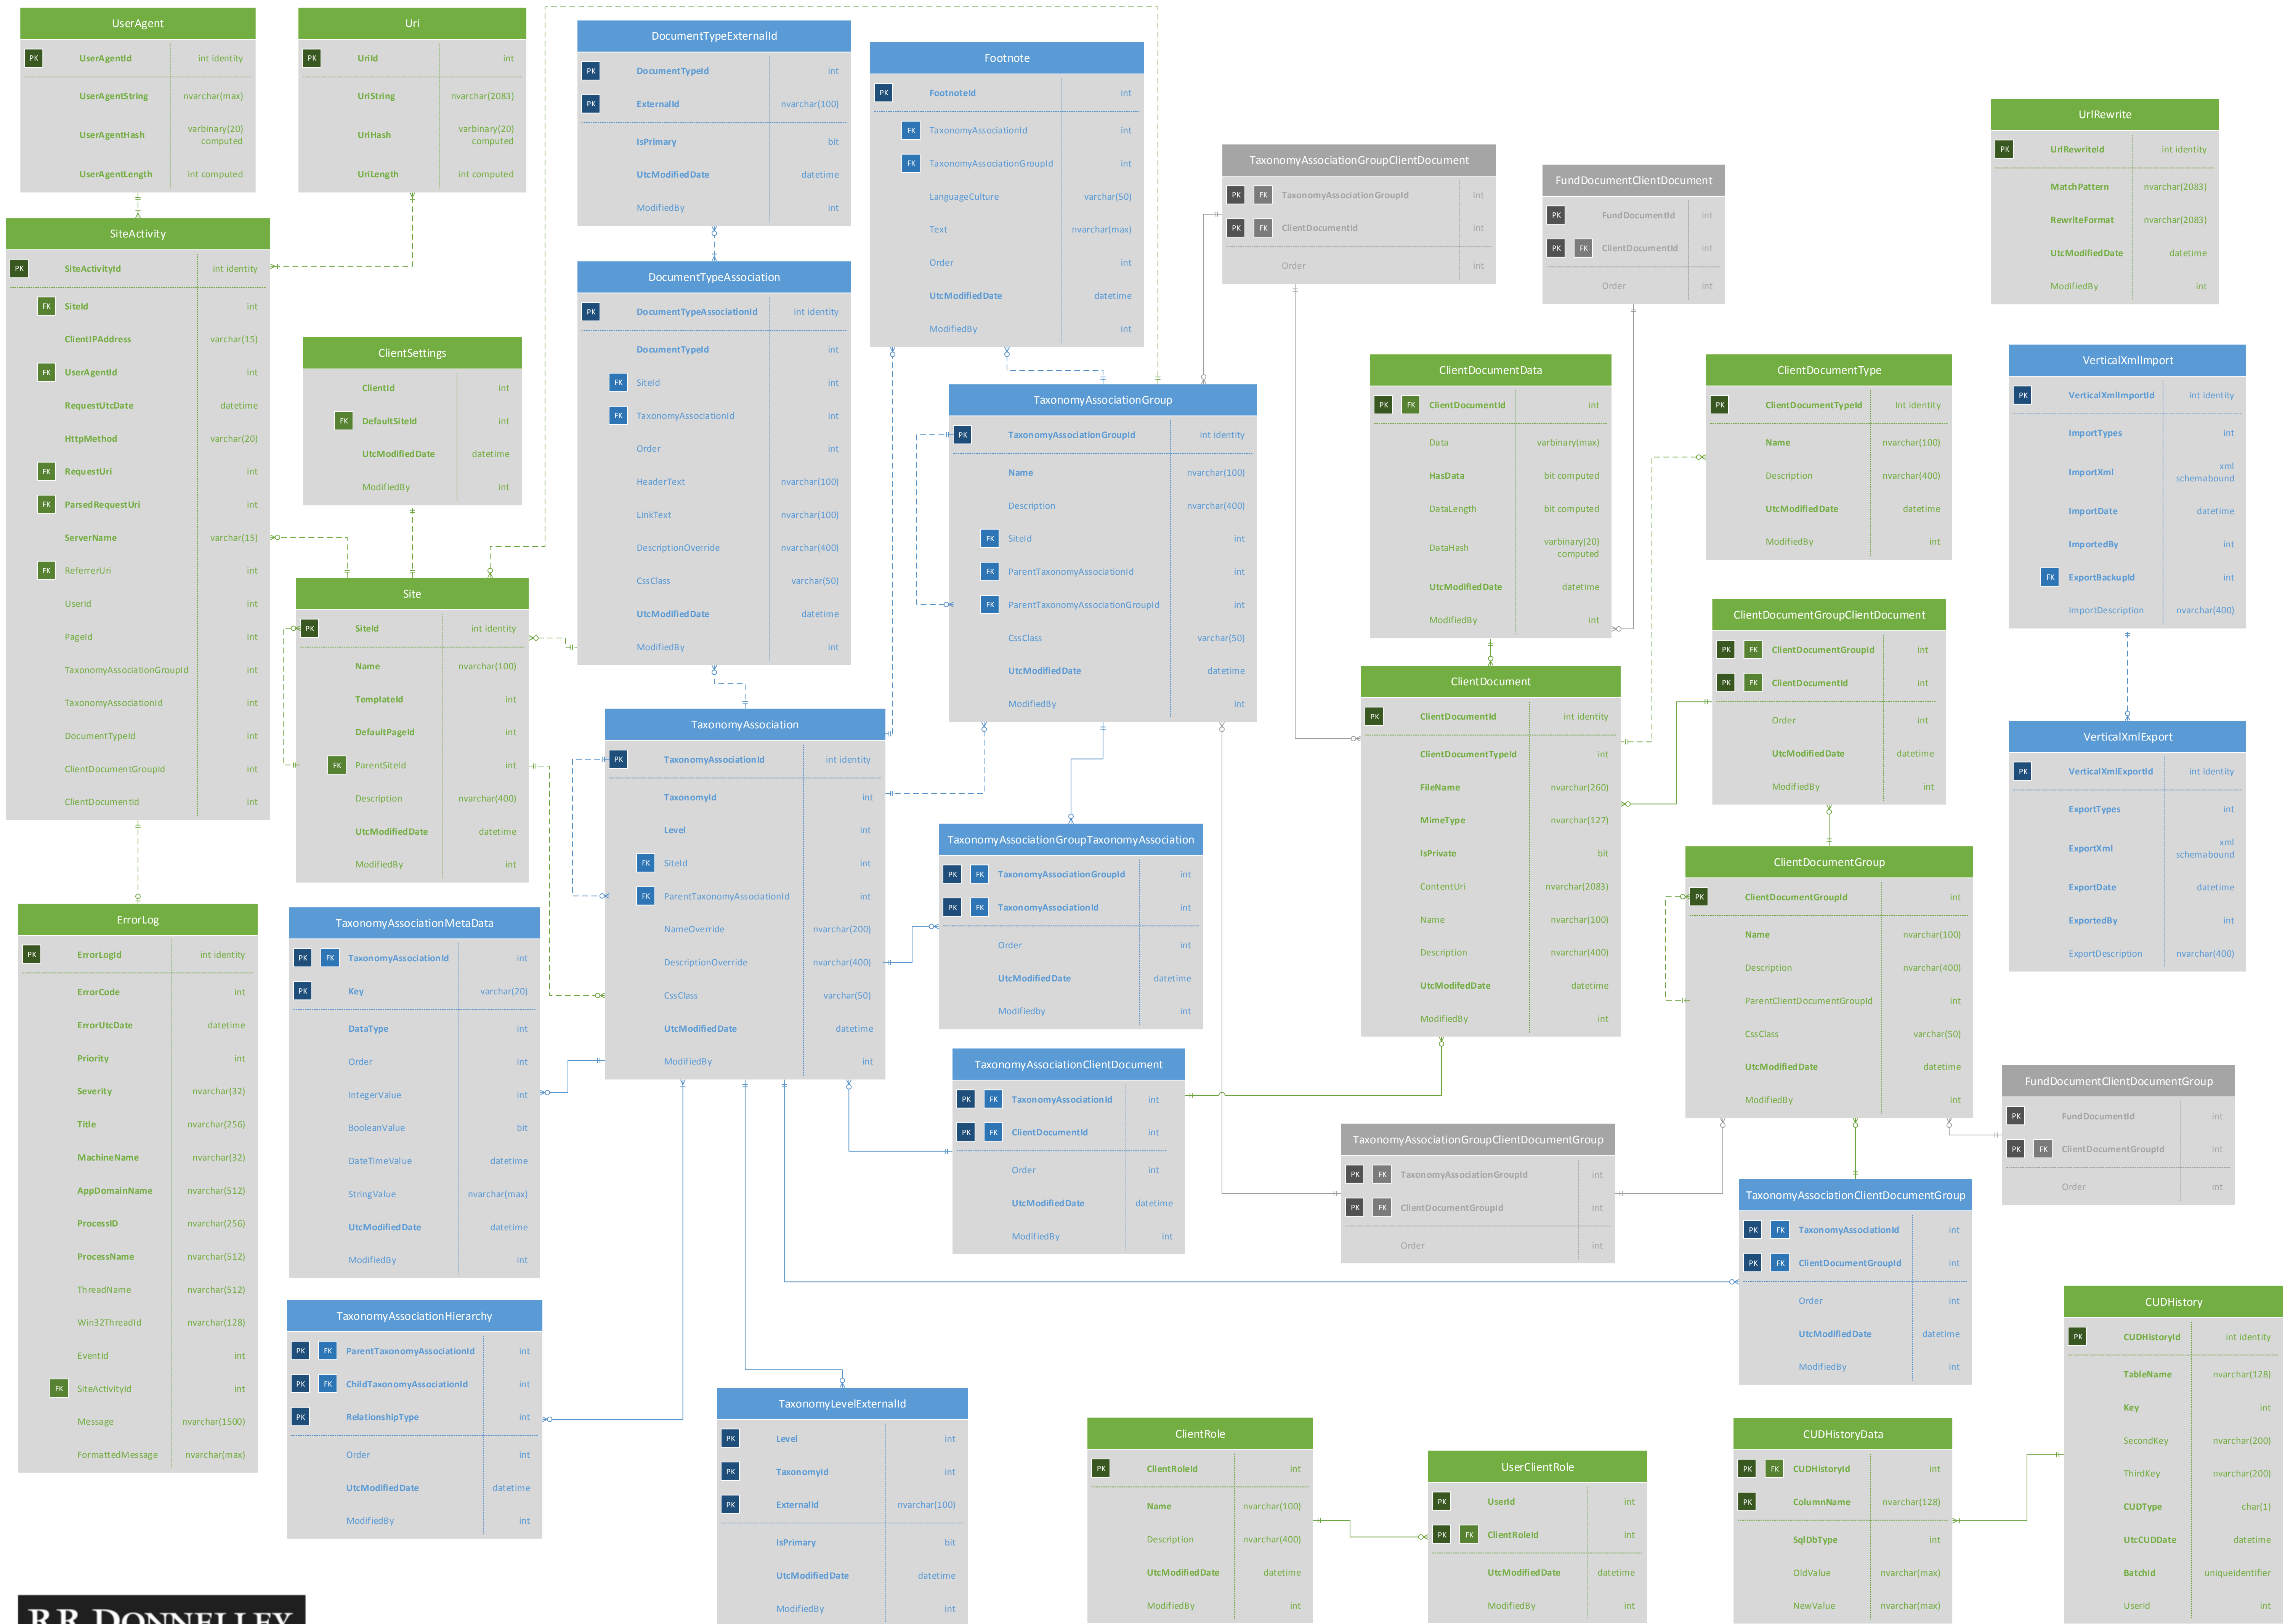 UserAgent
PK UserAgentId int identity
UserAgentString nvarchar(max)
UserAgentHash varbinary(20) computed
UserAgentLength int computed
Uri
PK UriId int
UriString nvarchar(2083)
UriHash varbinary(20) computed
UriLength int computed
DocumentTypeExternalId
PK DocumentTypeId int
PK ExternalId nvarchar(100)
IsPrimary bit
UtcModifiedDate datetime
ModifiedBy int
Footnote
PK FootnoteId int
FK TaxonomyAssociationId int
FK TaxonomyAssociationGroupId int
LanguageCulture varchar(50)
Text nvarchar(max)
Order int
UtcModifiedDate datetime
ModifiedBy int
TaxonomyAssociationGroupClientDocument
PK FK TaxonomyAssociationGroupId int
PK FK ClientDocumentId int
Order int
FundDocumentClientDocument
PK FundDocumentId int
PK FK ClientDocumentId int
Order int
UrlRewrite
PK UrlRewriteId int identity
MatchPattern nvarchar(2083)
RewriteFormat nvarchar(2083)
UtcModifiedDate datetime
ModifiedBy int
SiteActivity
PK SiteActivityId int identity
FK SiteId int
ClientIPAddress varchar(15)
FK UserAgentId int
RequestUtcDate datetime
HttpMethod varchar(20)
FK RequestUri int
FK ParsedRequestUri int
ServerName varchar(15)
FK ReferrerUri int
UserId int
PageId int
TaxonomyAssociationGroupId int
TaxonomyAssociationId int
DocumentTypeId int
ClientDocumentGroupId int
ClientDocumentId int
ClientSettings
ClientId int
FK DefaultSiteId int
UtcModifiedDate datetime
ModifiedBy int
DocumentTypeAssociation
PK DocumentTypeAssociationId int identity
DocumentTypeId int
FK SiteId int
FK TaxonomyAssociationId int
Order int
HeaderText nvarchar(100)
LinkText nvarchar(100)
DescriptionOverride nvarchar(400)
CssClass varchar(50)
UtcModifiedDate datetime
ModifiedBy int
TaxonomyAssociationGroup
PK TaxonomyAssociationGroupId int identity
Name nvarchar(100)
Description nvarchar(400)
FK SiteId int
FK ParentTaxonomyAssociationId int
FK ParentTaxonomyAssociationGroupId int
CssClass varchar(50)
UtcModifiedDate datetime
ModifiedBy int
ClientDocumentData
PK FK ClientDocumentId int
Data varbinary(max)
HasData bit computed
DataLength bit computed
DataHash varbinary(20) computed
UtcModifiedDate datetime
ModifiedBy int
ClientDocumentType
PK ClientDocumentTypeId Int identity
Name nvarchar(100)
Description nvarchar(400)
UtcModifiedDate datetime
ModifiedBy int
VerticalXmlImport
PK VerticalXmlImportId int identity
ImportTypes int
ImportXml xml schemabound
ImportDate datetime
ImportedBy int
FK ExportBackupId int
ImportDescription nvarchar(400)
Site
PK SiteId int identity
Name nvarchar(100)
TemplateId int
DefaultPageId int
FK ParentSiteId int
Description nvarchar(400)
UtcModifiedDate datetime
ModifiedBy int
ClientDocumentGroupClientDocument
PK FK ClientDocumentGroupId int
PK FK ClientDocumentId int
Order int
UtcModifiedDate datetime
ModifiedBy int
ClientDocument
PK ClientDocumentId int identity
ClientDocumentTypeId int
FileName nvarchar(260)
MimeType nvarchar(127)
IsPrivate bit
ContentUri nvarchar(2083)
Name nvarchar(100)
Description nvarchar(400)
UtcModifedDate datetime
ModifiedBy int
TaxonomyAssociation
PK TaxonomyAssociationId int identity
TaxonomyId int
Level int
FK SiteId int
FK ParentTaxonomyAssociationId int
NameOverride nvarchar(200)
DescriptionOverride nvarchar(400)
CssClass varchar(50)
UtcModifiedDate datetime
ModifiedBy int
VerticalXmlExport
PK VerticalXmlExportId int identity
ExportTypes int
ExportXml xml schemabound
ExportDate datetime
ExportedBy int
ExportDescription nvarchar(400)
TaxonomyAssociationGroupTaxonomyAssociation
PK FK TaxonomyAssociationGroupId int
PK FK TaxonomyAssociationId int
Order int
UtcModifiedDate datetime
Modifiedby int
ClientDocumentGroup
PK ClientDocumentGroupId int
Name nvarchar(100)
Description nvarchar(400)
ParentClientDocumentGroupId int
CssClass varchar(50)
UtcModifiedDate datetime
ModifiedBy int
ErrorLog
PK ErrorLogId int identity
ErrorCode int
ErrorUtcDate datetime
Priority int
Severity nvarchar(32)
Title nvarchar(256)
MachineName nvarchar(32)
AppDomainName nvarchar(512)
ProcessID nvarchar(256)
ProcessName nvarchar(512)
ThreadName nvarchar(512)
Win32ThreadId nvarchar(128)
EventId int
FK SiteActivityId int
Message nvarchar(1500)
FormattedMessage nvarchar(max)
TaxonomyAssociationMetaData
PK FK TaxonomyAssociationId int
PK Key varchar(20)
DataType int
Order int
IntegerValue int
BooleanValue bit
DateTimeValue datetime
StringValue nvarchar(max)
UtcModifiedDate datetime
ModifiedBy Int
TaxonomyAssociationClientDocument
PK FK TaxonomyAssociationId int
PK FK ClientDocumentId int
Order int
UtcModifiedDate datetime
ModifiedBy int
FundDocumentClientDocumentGroup
PK FundDocumentId int
PK FK ClientDocumentGroupId int
Order int
TaxonomyAssociationGroupClientDocumentGroup
PK FK TaxonomyAssociationGroupId int
PK FK ClientDocumentGroupId int
Order int
TaxonomyAssociationClientDocumentGroup
PK FK TaxonomyAssociationId int
PK FK ClientDocumentGroupId int
Order int
UtcModifiedDate datetime
ModifiedBy int
TaxonomyAssociationHierarchy
PK FK ParentTaxonomyAssociationId int
PK FK ChildTaxonomyAssociationId int
PK RelationshipType int
Order int
UtcModifiedDate datetime
ModifiedBy int
TaxonomyLevelExternalId
PK Level int
PK TaxonomyId int
PK ExternalId nvarchar(100)
IsPrimary bit
UtcModifiedDate datetime
ModifiedBy int
ClientRole
PK ClientRoleId int
Name nvarchar(100)
Description nvarchar(400)
UtcModifiedDate datetime
ModifiedBy int
UserClientRole
PK UserId int
PK FK ClientRoleId int
UtcModifiedDate datetime
ModifiedBy int
CUDHistoryData
PK FK CUDHistoryId int
PK ColumnName nvarchar(128)
SqlDbType int
OldValue nvarchar(max)
NewValue nvarchar(max)
CUDHistory
PK CUDHistoryId int identity
TableName nvarchar(128)
Key int
SecondKey nvarchar(200)
ThirdKey nvarchar(200)
CUDType char(1)
UtcCUDDate datetime
BatchId uniqueidentifier
UserId int
RR DONNELLEY